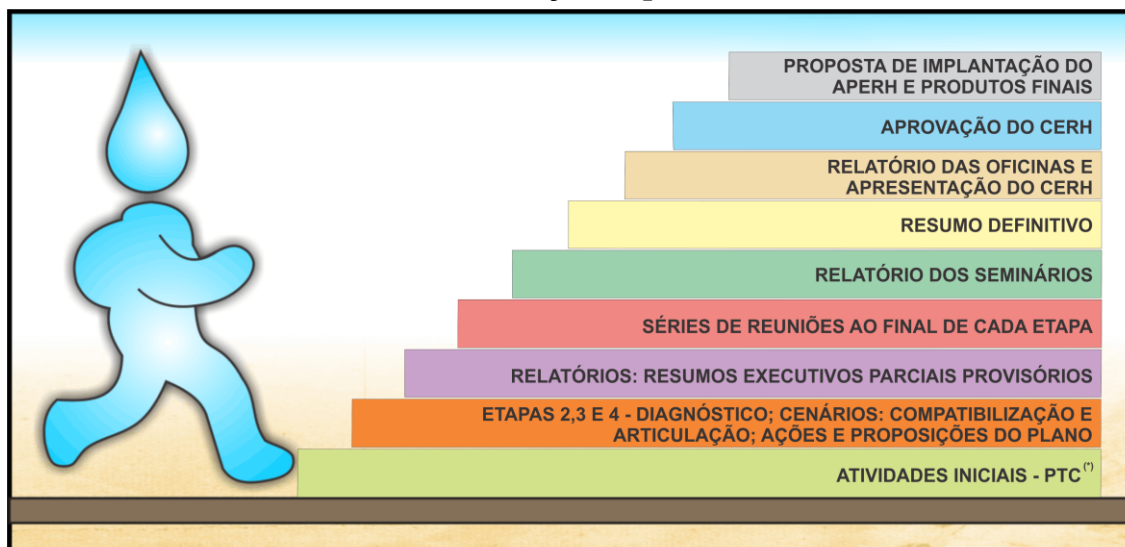 PROPOSTA DE IMPLANTAÇÃO DO
APERH E PRODUTOS FINAIS
APROVAÇÃO DO CERH
RELATÓRIO DAS OFICINAS E
APRESENTAÇÃO DO CERH
RESUMO DEFINITIVO
RELATÓRIO DOS SEMINÁRIOS
SÉRIES DE REUNIÕES AO FINAL DE CADA ETAPA
RELATÓRIOS: RESUMOS EXECUTIVOS PARCIAIS PROVISÓRIOS
ETAPAS 2,3 E 4 - DIAGNÓSTICO; CENÁRIOS: COMPATIBILIZAÇÃO E
ARTICULAÇÃO; AÇÕES E PROPOSIÇÕES DO PLANO
ATIVIDADES INICIAIS - PTC(*)